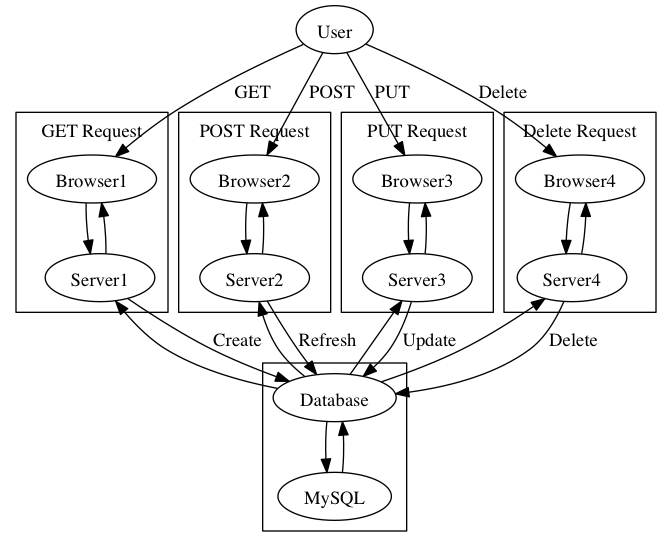 User
GET
POST
PUT
Delete
GET Request
POST Request
PUT Request
Delete Request
Browser1
Browser2
Browser3
Browser4
Server1
Server2
Server3
Server4
Create
Refresh
Update
Delete
Database
MySQL